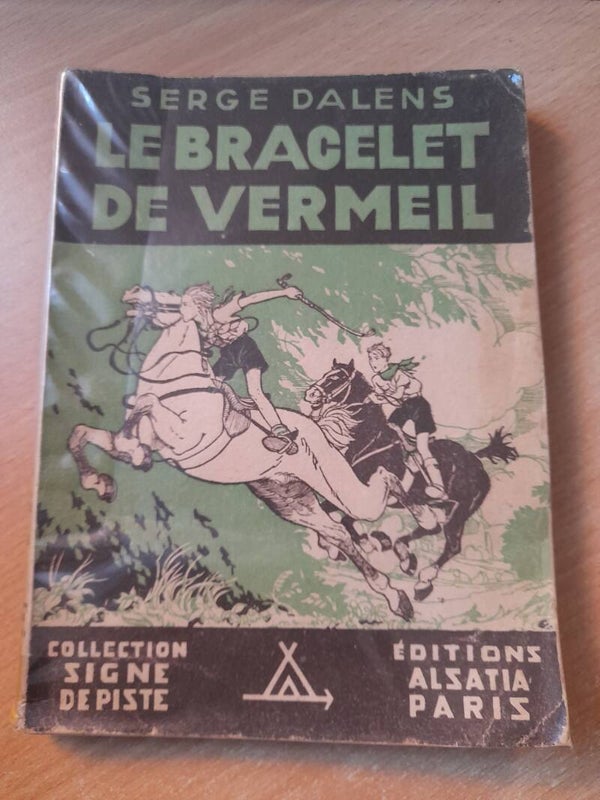 SERGE DALENS
LE BRACELET
DE VERMEIL
COLLECTION
SIGNE
DE PISTE
ÉDITIONS
ALSATIA
PARIS